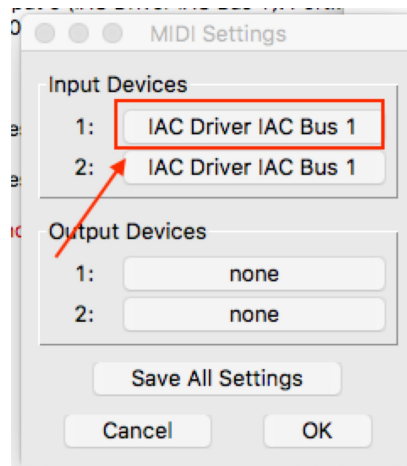 MIDI Settings
Input Devices
1: IAC Driver IAC Bus 1
2: IAC Driver IAC Bus 1
Output Devices
1: none
2: none
Save All Settings
Cancel OK